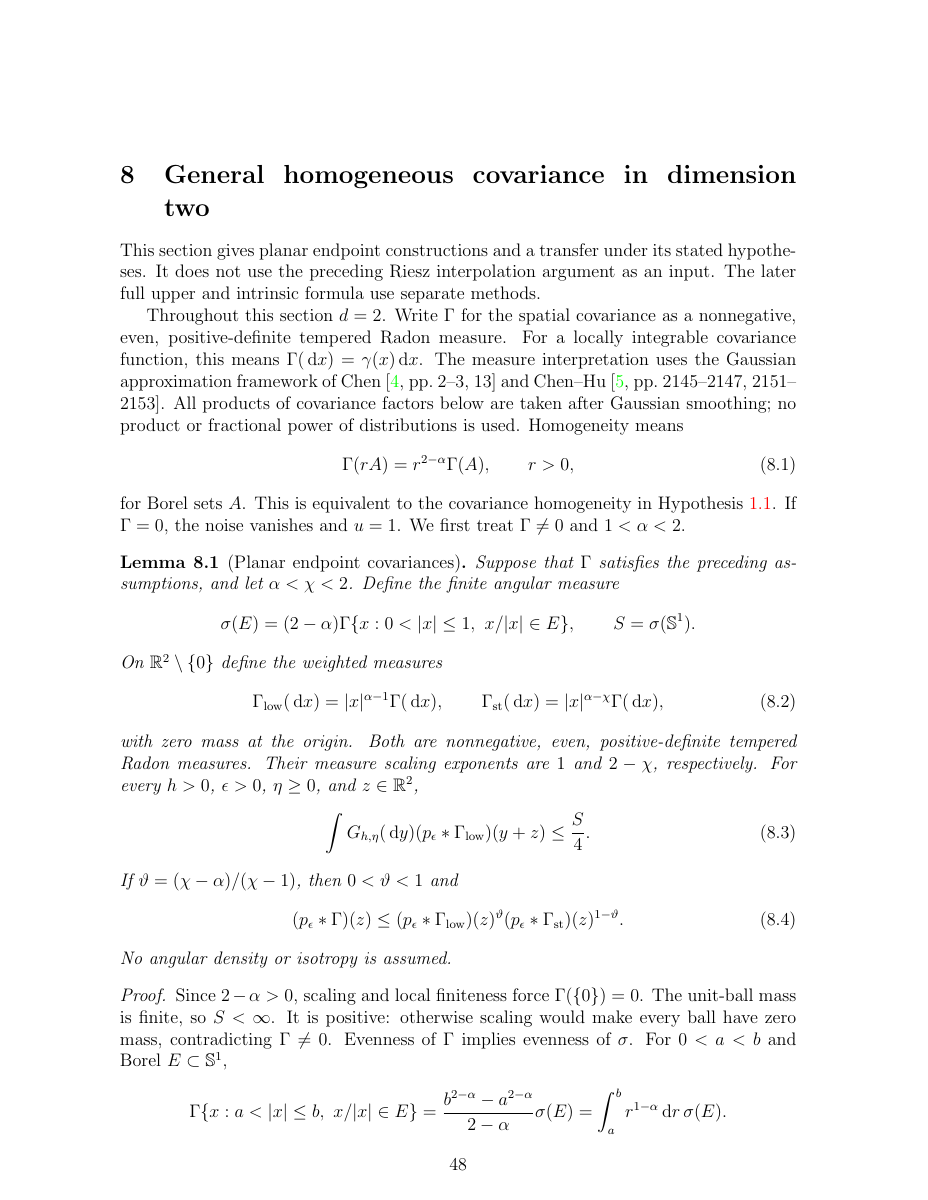 8 General homogeneous covariance in dimension
two
This section gives planar endpoint constructions and a transfer under its stated hypothe-
ses. It does not use the preceding Riesz interpolation argument as an input. The later
full upper and intrinsic formula use separate methods.
Throughout this section d = 2. Write Γ for the spatial covariance as a nonnegative,
even, positive-definite tempered Radon measure. For a locally integrable covariance
function, this means Γ( dx) = γ(x) dx. The measure interpretation uses the Gaussian
approximation framework of Chen [4, pp. 2–3, 13] and Chen–Hu [5, pp. 2145–2147, 2151–
2153]. All products of covariance factors below are taken after Gaussian smoothing; no
product or fractional power of distributions is used. Homogeneity means
Γ(rA) = r^{2−α}Γ(A), r > 0, (8.1)
for Borel sets A. This is equivalent to the covariance homogeneity in Hypothesis 1.1. If
Γ = 0, the noise vanishes and u = 1. We first treat Γ ≠ 0 and 1 < α < 2.
Lemma 8.1 (Planar endpoint covariances). Suppose that Γ satisfies the preceding as-
sumptions, and let α < χ < 2. Define the finite angular measure
σ(E) = (2 − α)Γ{x : 0 < |x| ≤ 1, x/|x| ∈ E}, S = σ(𝕊¹).
On ℝ² \ {0} define the weighted measures
Γ_low( dx) = |x|^{α−1}Γ( dx), Γ_st( dx) = |x|^{α−χ}Γ( dx), (8.2)
with zero mass at the origin. Both are nonnegative, even, positive-definite tempered
Radon measures. Their measure scaling exponents are 1 and 2 − χ, respectively. For
every h > 0, ϵ > 0, η ≥ 0, and z ∈ ℝ²,
∫ G_{h,η}( dy)(p_ϵ ∗ Γ_low)(y + z) ≤ S/4. (8.3)
If ϑ = (χ − α)/(χ − 1), then 0 < ϑ < 1 and
(p_ϵ ∗ Γ)(z) ≤ (p_ϵ ∗ Γ_low)(z)^ϑ(p_ϵ ∗ Γ_st)(z)^{1−ϑ}. (8.4)
No angular density or isotropy is assumed.
Proof. Since 2 − α > 0, scaling and local finiteness force Γ({0}) = 0. The unit-ball mass
is finite, so S < ∞. It is positive: otherwise scaling would make every ball have zero
mass, contradicting Γ ≠ 0. Evenness of Γ implies evenness of σ. For 0 < a < b and
Borel E ⊂ 𝕊¹,
Γ{x : a < |x| ≤ b, x/|x| ∈ E} = (b^{2−α} − a^{2−α})/(2 − α) σ(E) = ∫_a^b r^{1−α} dr σ(E).
48